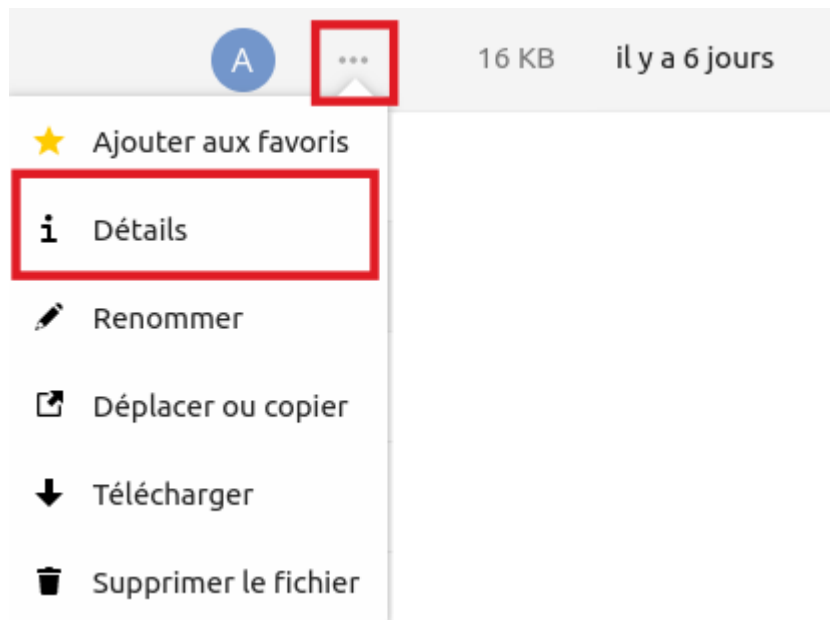 A ... 16 KB il y a 6 jours
Ajouter aux favoris
Détails
Renommer
Déplacer ou copier
Télécharger
Supprimer le fichier